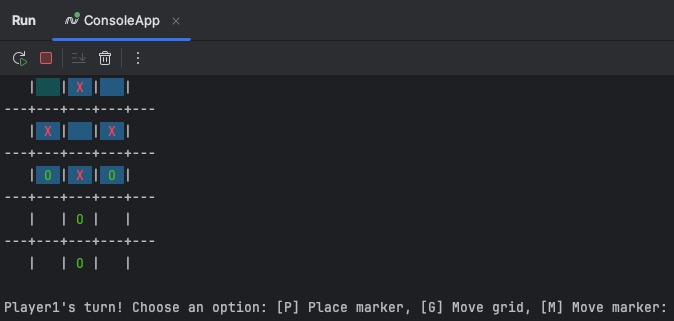 Run ConsoleApp ×
|   | X |   |
---+---+---+---+---
| X |   | X |
---+---+---+---+---
| O | X | O |
---+---+---+---+---
|   | O |   |
---+---+---+---+---
|   | O |   |
Player1's turn! Choose an option: [P] Place marker, [G] Move grid, [M] Move marker: